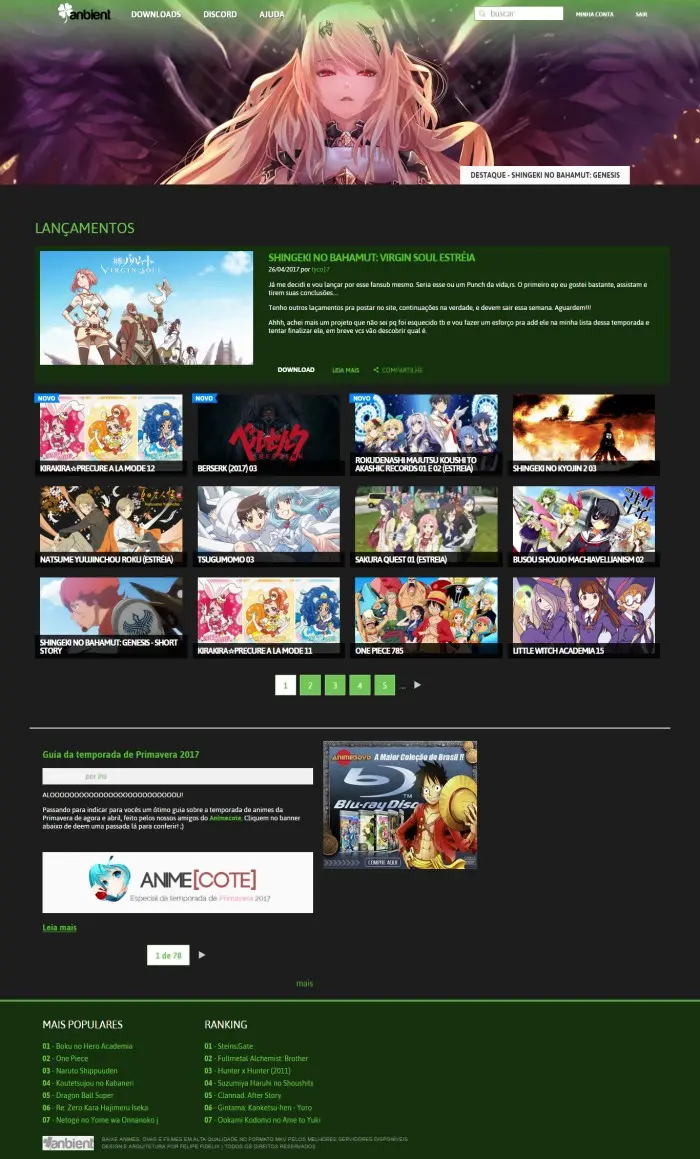 anbient
DOWNLOADS
DISCORD
AJUDA
buscar
MINHA CONTA
SAIR
DESTAQUE - SHINGEKI NO BAHAMUT: GENESIS
LANÇAMENTOS
VIRGIN SOUL
SHINGEKI NO BAHAMUT: VIRGIN SOUL ESTRÉIA
26/04/2017 por tyco17
Já me decidi e vou lançar por esse fansub mesmo. Seria esse ou um Punch da vida,rs. O primeiro ep eu gostei bastante, assistam e
tirem suas conclusões...
Tenho outros laçamentos pra postar no site, continuações na verdade, e devem sair essa semana. Aguardem!!!
Ahhh, achei mais um projeto que não sei pq foi esquecido tb e vou fazer um esforço pra add ele na minha lista dessa temporada e
tentar finalizar ele, em breve vcs vão descobrir qual é.
DOWNLOAD
LEIA MAIS
COMPARTILHE
NOVO
KIRAKIRA☆PRECURE A LA MODE 12
NOVO
ベルセルク
BERSERK (2017) 03
NOVO
ROKUDENASHI MAJUTSU KOUSHI TO
AKASHIC RECORDS 01 E 02 (ESTREIA)
SHINGEKI NO KYOJIN 2 03
NATSUME YUUJINCHOU ROKU (ESTRÉIA)
TSUGUMOMO 03
SAKURA QUEST 01 (ESTREIA)
BUSOU SHOUJO MACHIAVELLIANISM 02
SHINGEKI NO BAHAMUT: GENESIS - SHORT
STORY
KIRAKIRA☆PRECURE A LA MODE 11
ONE PIECE 785
LITTLE WITCH ACADEMIA 15
1 2 3 4 5 ...
Guia da temporada de Primavera 2017
por
ALOOOOOOOOOOOOOOOOOOOOOOOOOOU!
Passando para indicar para vocês um ótimo guia sobre a temporada de animes da
Primavera de agora e abril, feito pelos nossos amigos do Animecote. Cliquem no banner
abaixo de deem uma passada lá para conferir! ;)
ANIME[COTE]
Especial da temporada de Primavera 2017
Leia mais
1 de 78
mais
A Maior Coleção do Brasil !!
Blu-ray Disc
TM
COMPRE AQUI
MAIS POPULARES
01 - Boku no Hero Academia
02 - One Piece
03 - Naruto Shippuuden
04 - Koutetsujou no Kabaneri
05 - Dragon Ball Super
06 - Re: Zero Kara Hajimeru Iseka
07 - Netoge no Yome wa Onnanoko j
RANKING
01 - Steins;Gate
02 - Fullmetal Alchemist: Brother
03 - Hunter x Hunter (2011)
04 - Suzumiya Haruhi no Shoushits
05 - Clannad: After Story
06 - Gintama: Kanketsu-hen - Yoro
07 - Ookami Kodomo no Ame to Yuki
anbient
BAIXE ANIMES, OVAS E FILMES EM ALTA QUALIDADE NO FORMATO MKV PELOS MELHORES SERVIDORES DISPONÍVEIS
DESIGN E ARQUITETURA POR FELIPE FIDELIX | TODOS OS DIREITOS RESERVADOS